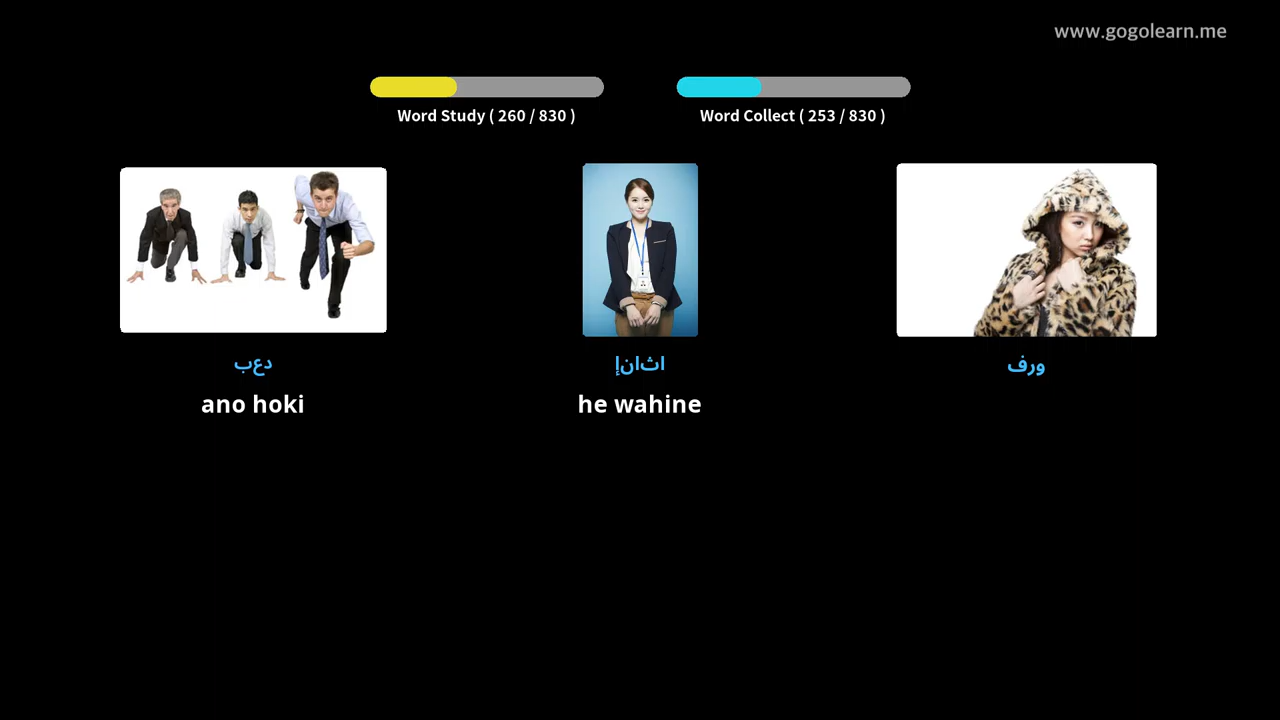 www.gogolearn.me
Word Study ( 260 / 830 )
Word Collect ( 253 / 830 )
دعب
اثانإ
ورف
ano hoki
he wahine